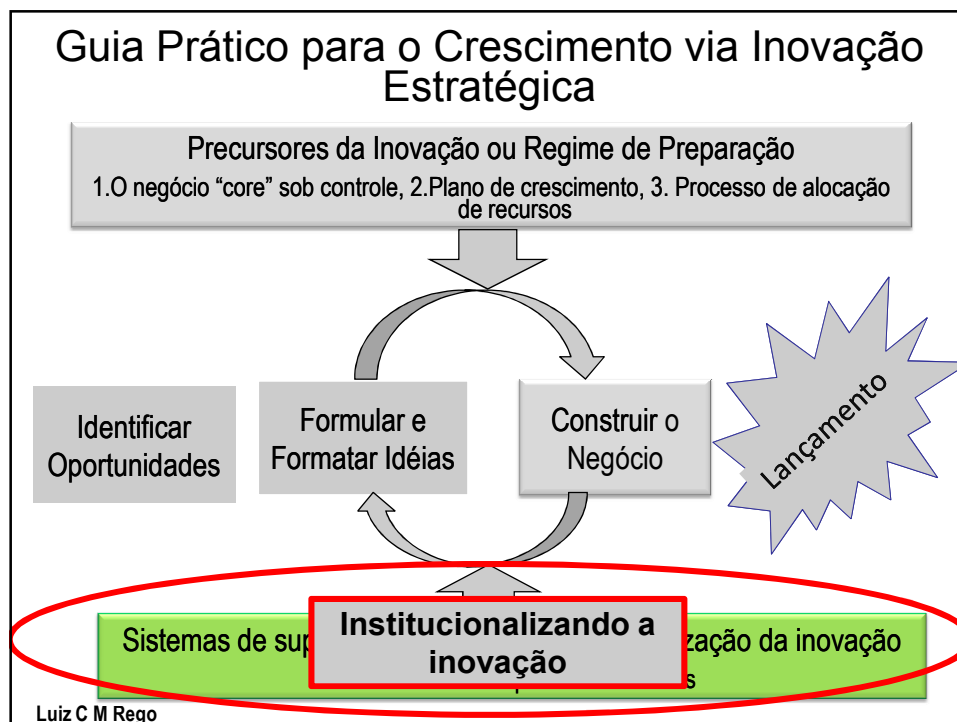 Guia Prático para o Crescimento via Inovação
Estratégica
Precursores da Inovação ou Regime de Preparação
1.O negócio “core” sob controle, 2.Plano de crescimento, 3. Processo de alocação
de recursos
Identificar
Oportunidades
Formular e
Formatar Idéias
Construir o
Negócio
Lançamento
Sistemas de
da inovação
Institucionalizando a
inovação
Luiz C M Rego